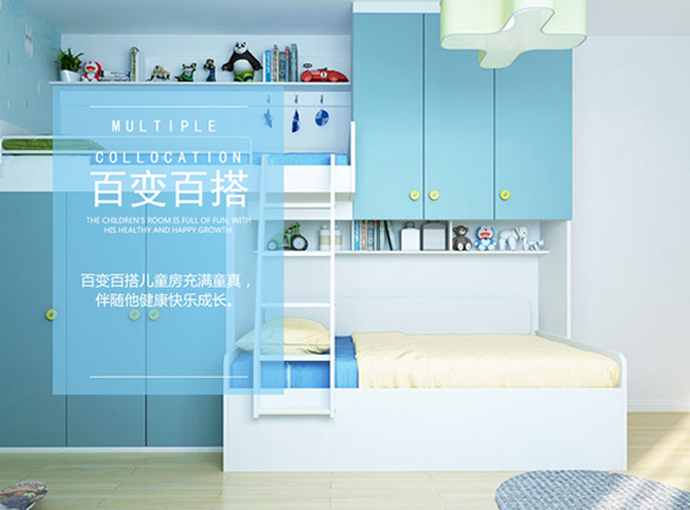 MULTIPLE
COLLOCATION
百变百搭
THE CHILDREN'S ROOM IS FULL OF FUN, WITH
HIS HEALTHY AND HAPPY GROWTH
百变百搭儿童房充满童真，
伴随他健康快乐成长。